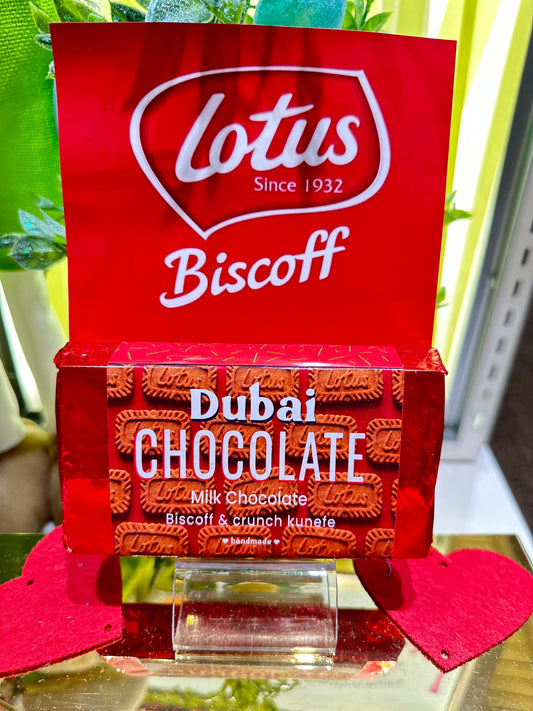 Lotus
Since 1932
Biscoff
Dubai
CHOCOLATE
Milk Chocolate
Biscoff & crunch kunefe
♥ handmade ♥